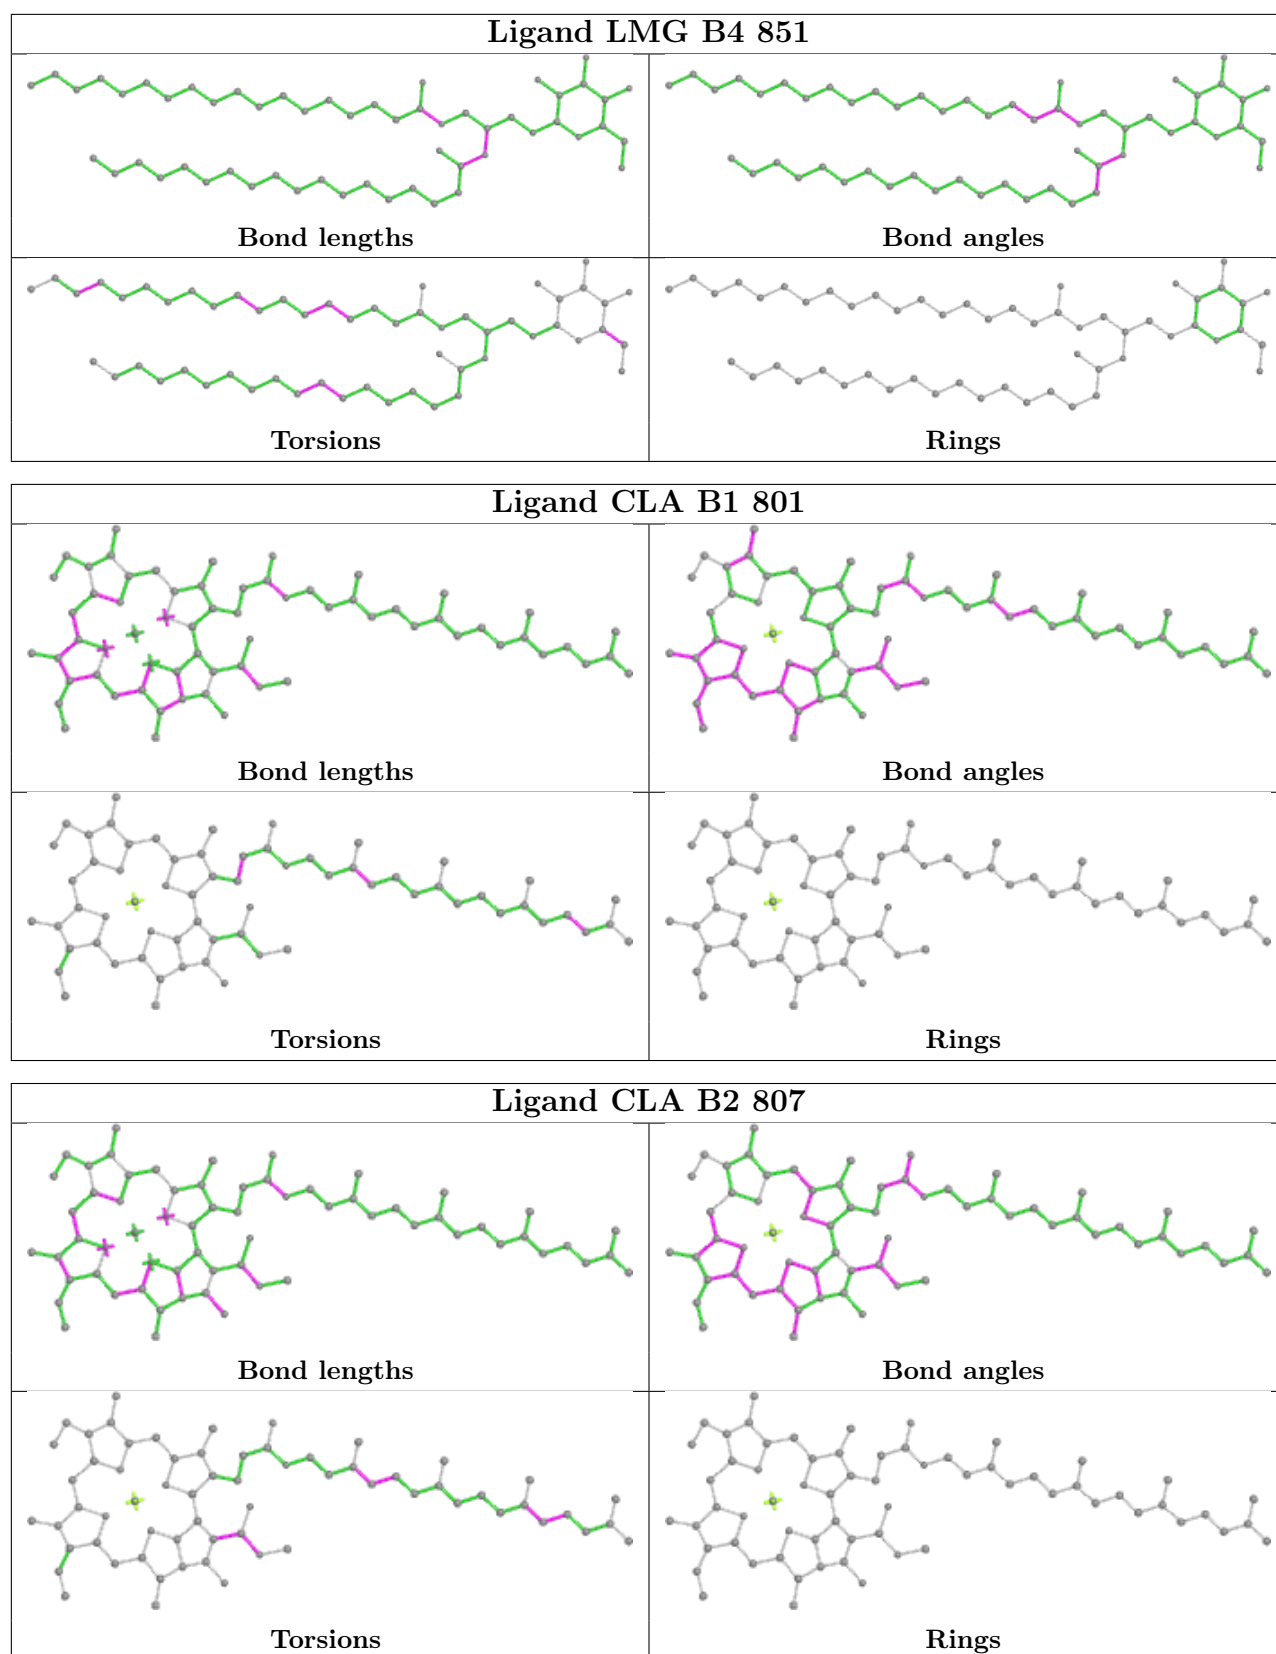 Ligand LMG B4 851
Bond lengths
Bond angles
Torsions
Rings
Ligand CLA B1 801
Bond lengths
Bond angles
Torsions
Rings
Ligand CLA B2 807
Bond lengths
Bond angles
Torsions
Rings